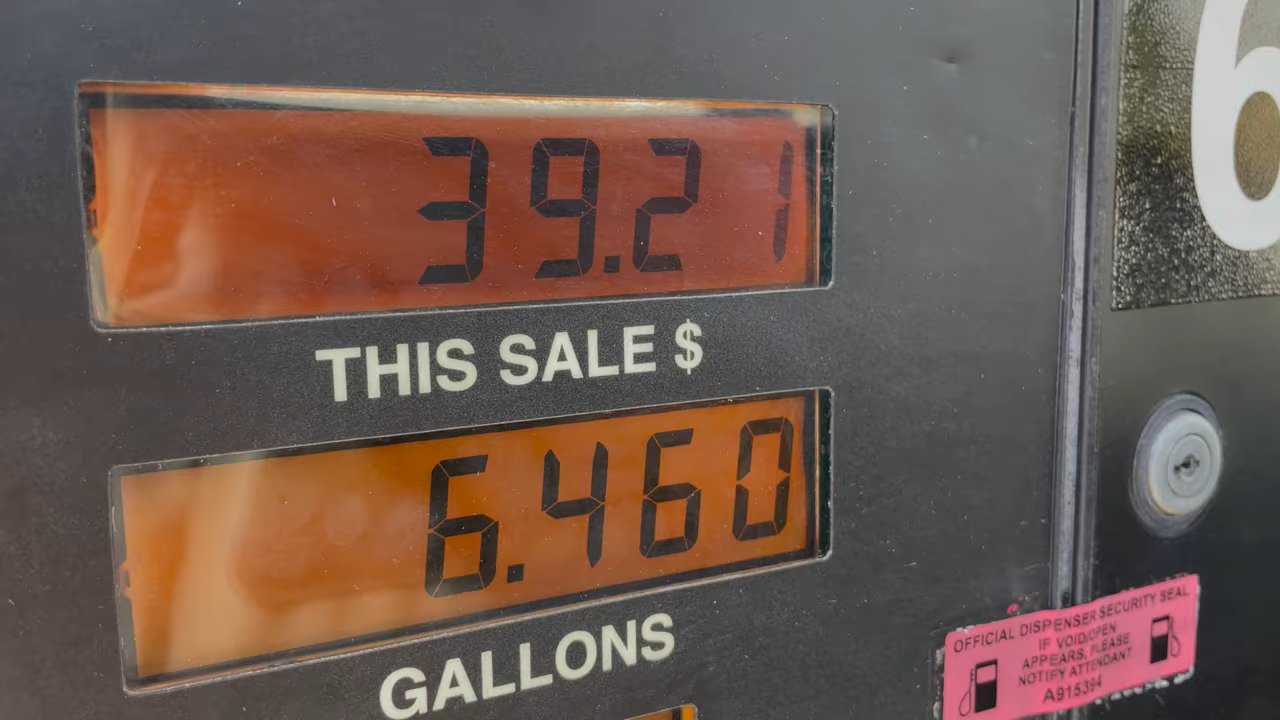 39.21
THIS SALE $
6.460
GALLONS
6
OFFICIAL DISPENSER SECURITY SEAL
IF VOID/OPEN
APPEARS, PLEASE
NOTIFY ATTENDANT
A915394